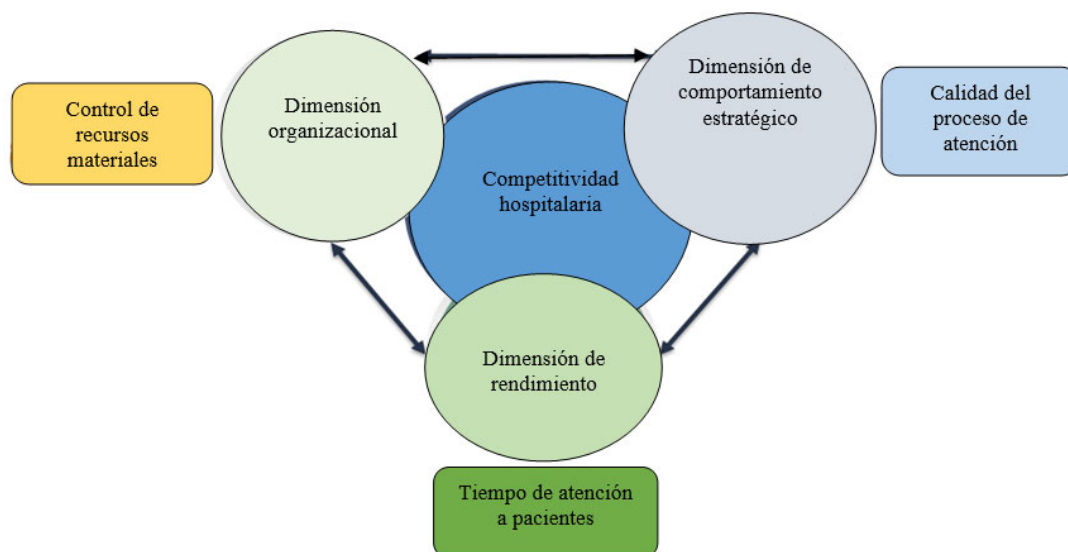 Control de
recursos
materiales
Dimensión
organizacional
Dimensión de
comportamiento
estratégico
Calidad del
proceso de
atención
Competitividad
hospitalaria
Dimensión de
rendimiento
Tiempo de atención
a pacientes